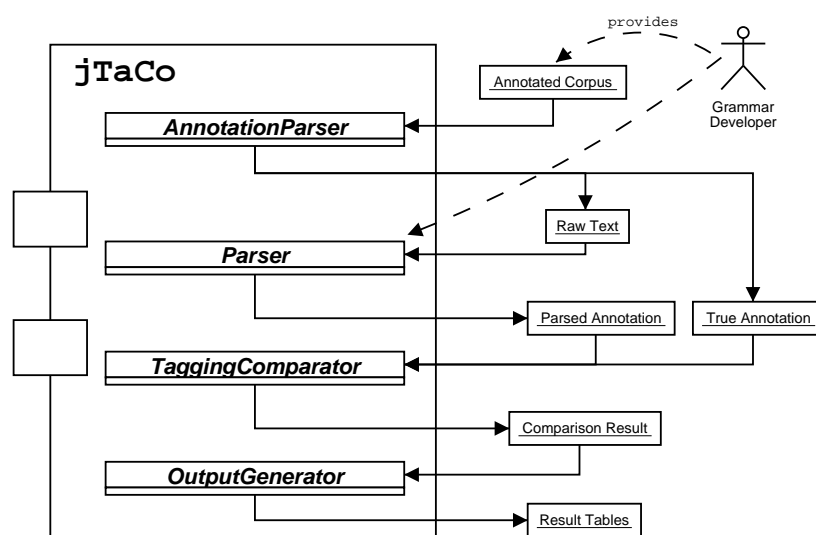 provides
jTaCo
Annotated Corpus
Grammar
Developer
AnnotationParser
Raw Text
Parser
Parsed Annotation
True Annotation
TaggingComparator
Comparison Result
OutputGenerator
Result Tables